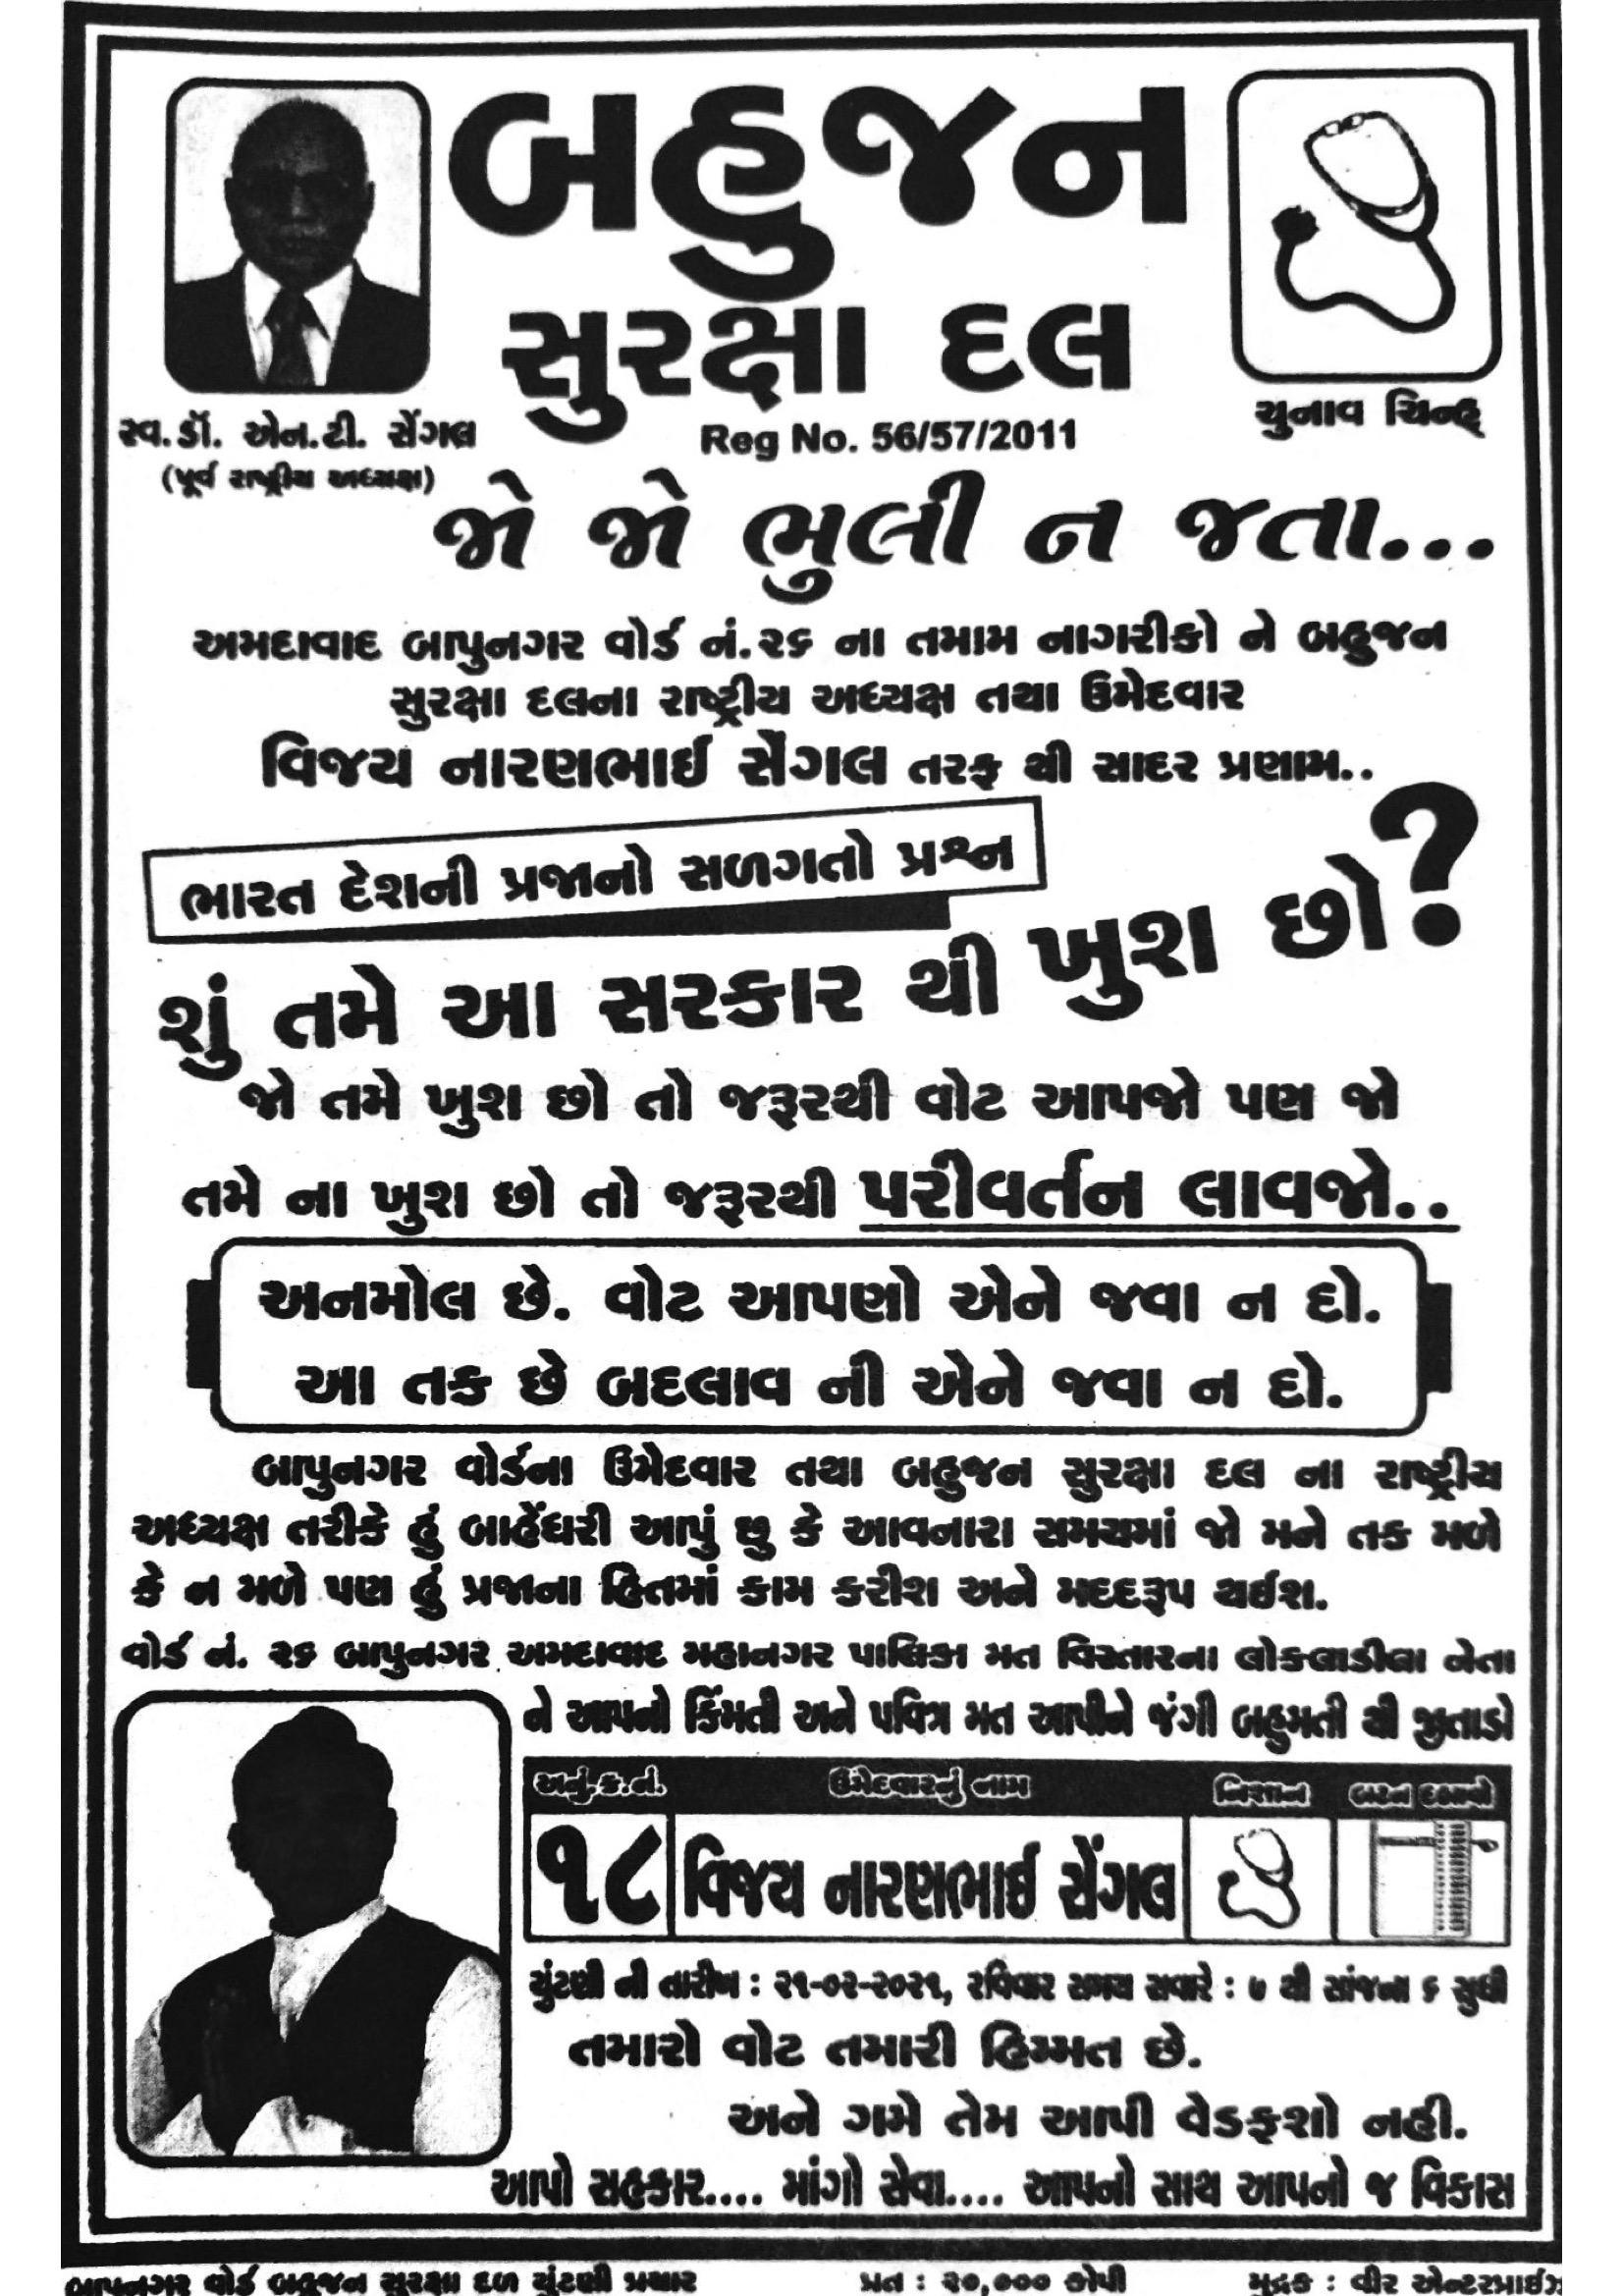 બહુજન
સુરક્ષા દલ
Reg No. 56/57/2011
સ્વ.ડૉ. એન.ટી. સેંગલ
(પૂર્વ રાષ્ટ્રીય અધ્યક્ષ)
ચુનાવ ચિન્હ
જો જો ભુલી ન જતા...
અમદાવાદ બાપુનગર વોર્ડ નં.૨૬ ના તમામ નાગરીકો ને બહુજન
સુરક્ષા દલના રાષ્ટ્રીય અધ્યક્ષ તથા ઉમેદવાર
વિજય નારણભાઈ સેંગલ તરફ થી સાદર પ્રણામ..
ભારત દેશની પ્રજાનો સળગતો પ્રશ્ન
શું તમે આ સરકાર થી ખુશ છો?
જો તમે ખુશ છો તો જરૂરથી વોટ આપજો પણ જો
તમે ના ખુશ છો તો જરૂરથી પરીવર્તન લાવજો..
અનમોલ છે. વોટ આપણો એને જવા ન દો.
આ તક છે બદલાવ ની એને જવા ન દો.
બાપુનગર વોર્ડના ઉમેદવાર તથા બહુજન સુરક્ષા દલ ના રાષ્ટ્રીય
અધ્યક્ષ તરીકે હું બાહેંધરી આપું છુ કે આવનારા સમયમાં જો મને તક મળે
કે ન મળે પણ હું પ્રજાના હિતમાં કામ કરીશ અને મદદરૂપ થઈશ.
વોર્ડ નં. ૨૬ બાપુનગર અમદાવાદ મહાનગર પાલિકા મત વિસ્તારના લોકલાડીલા નેતા
ને આપનો કિંમતી અને પવિત્ર મત આપીને જંગી બહુમતી થી જીતાડો
અનું.ક.નં. ઉમેદવારનું નામ નિશાન બટન દબાવો
૧૮ વિજય નારણભાઈ સેંગલ
ચુંટણી ની તારીખ : ૨૧-૦૨-૨૦૨૧, રવિવાર સમય સવારે : ૭ થી સાંજના ૬ સુધી
તમારો વોટ તમારી હિમ્મત છે.
અને ગમે તેમ આપી વેડફશો નહી.
આપો સહકાર.... માંગો સેવા.... આપનો સાથ આપનો જ વિકાસ
બાપુનગર વોર્ડ બહુજન સુરક્ષા દળ ચુંટણી પ્રચાર પ્રત : ૨૦,૦૦૦ કોપી મુદ્રક : વીર એન્ટરપ્રાઈઝ